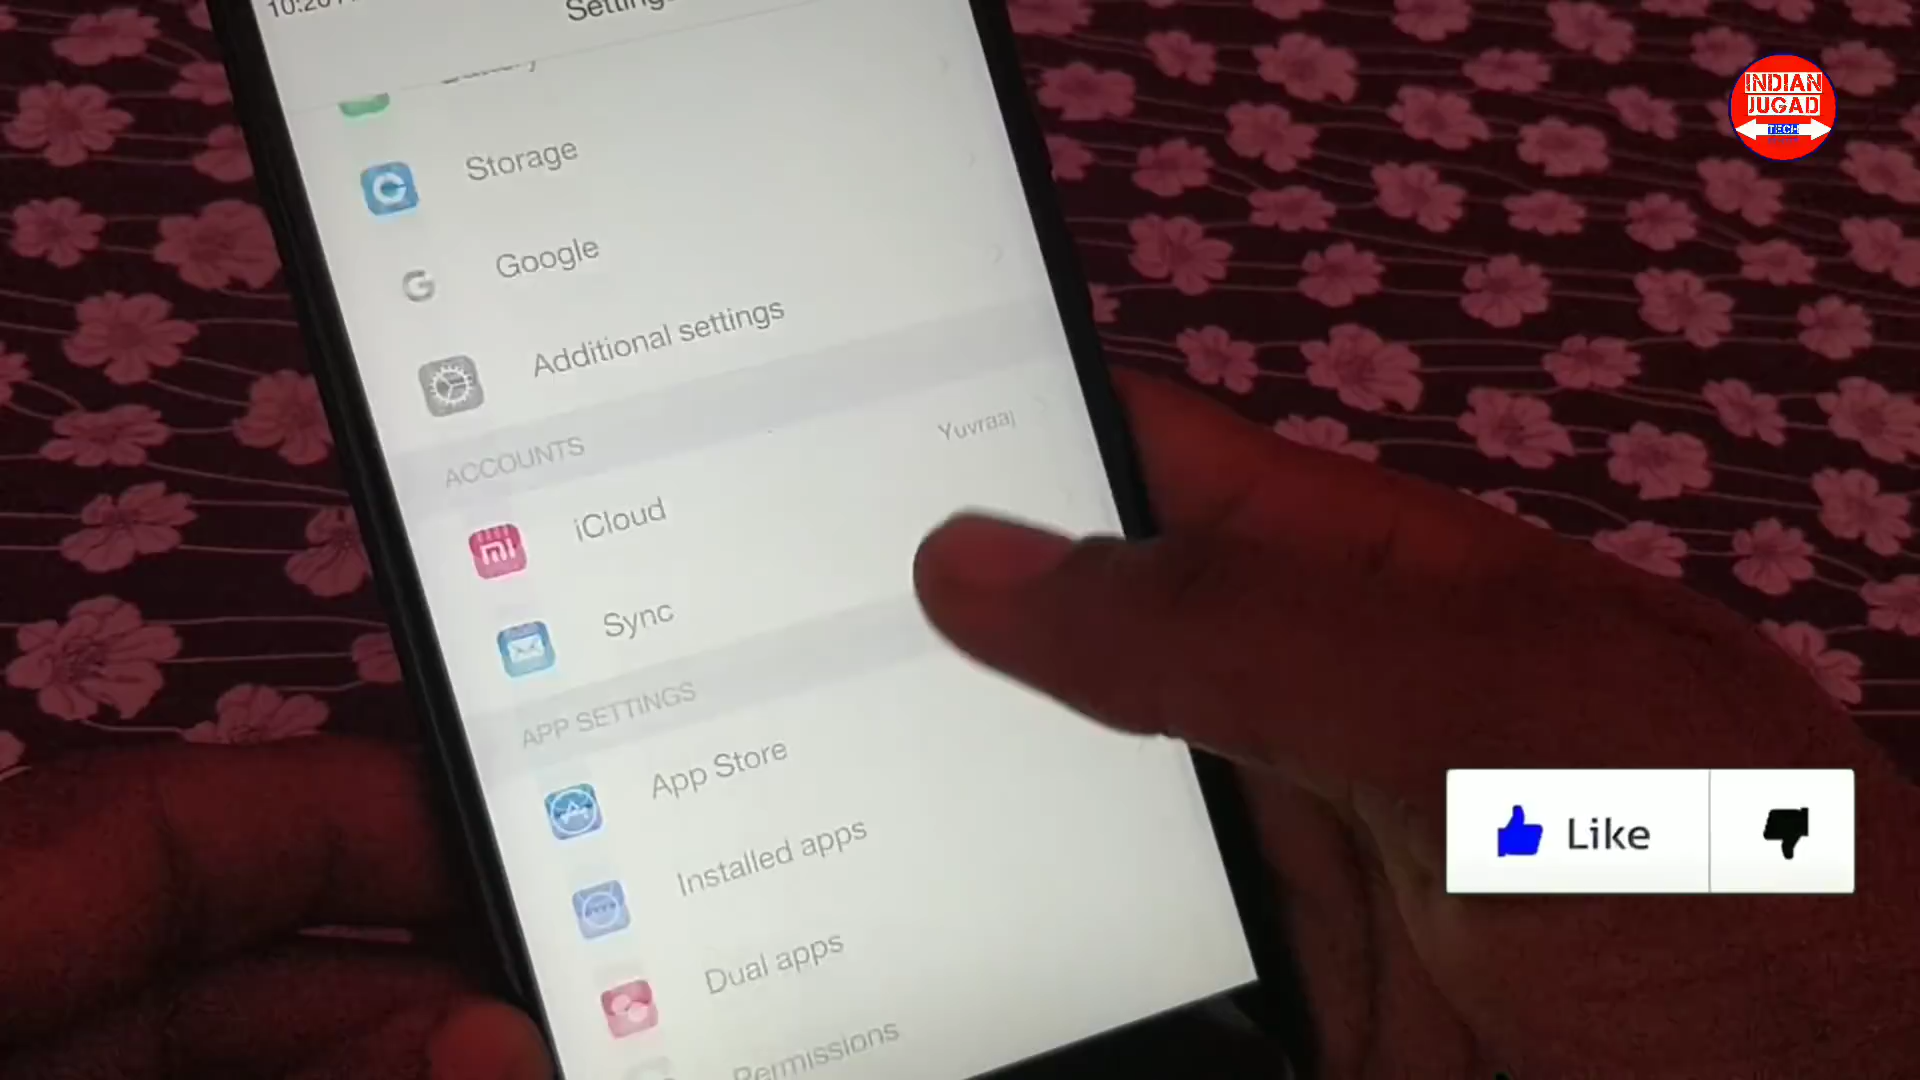 Storage
Google
Additional settings
ACCOUNTS
Yuvraaj
iCloud
Sync
APP SETTINGS
App Store
Installed apps
Dual apps
Permissions
INDIAN
JUGAD
TECH
Like